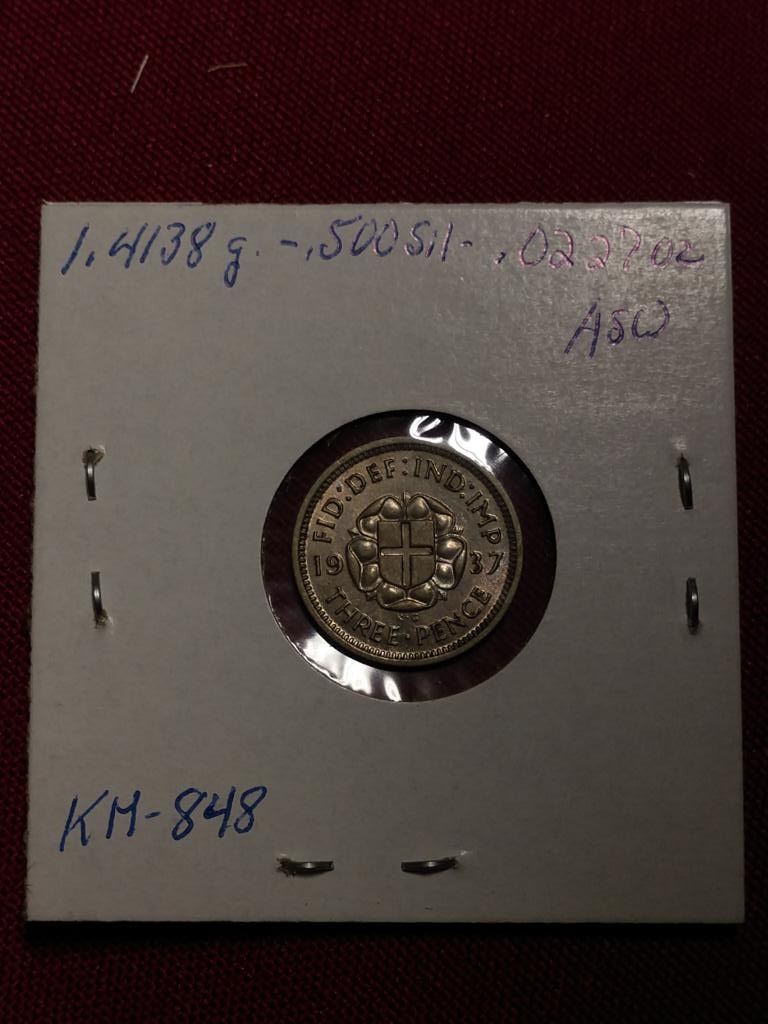 1.4138 g. - .500 Sil - .0227 oz
ASW
FID:DEF:IND:IMP
19 37
THREE·PENCE
KM-848